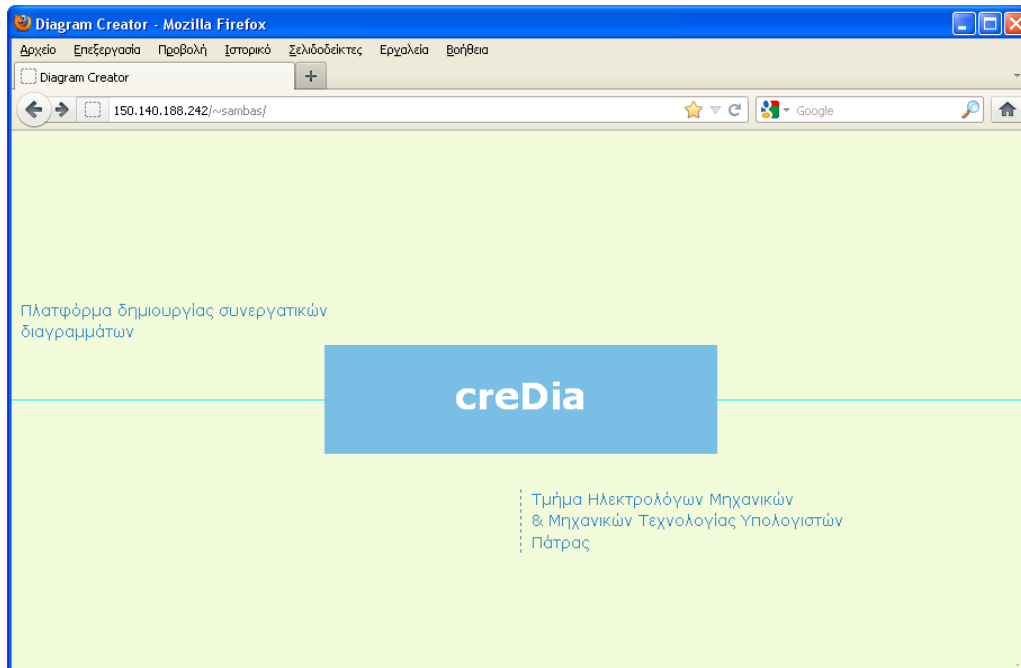 Diagram Creator - Mozilla Firefox
Αρχείο Επεξεργασία Προβολή Ιστορικό Σελιδοδείκτες Εργαλεία Βοήθεια
Diagram Creator
150.140.188.242/~sambas/ Google
Πλατφόρμα δημιουργίας συνεργατικών
διαγραμμάτων
creDia
Τμήμα Ηλεκτρολόγων Μηχανικών
& Μηχανικών Τεχνολογίας Υπολογιστών
Πάτρας